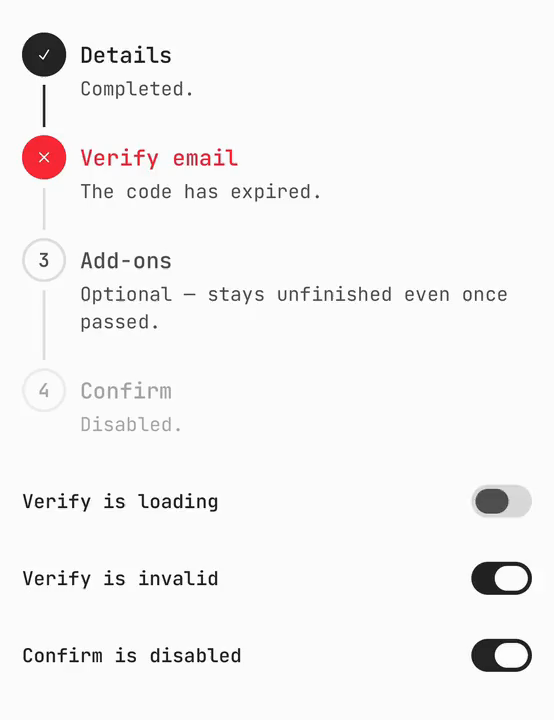 Details
Completed.
Verify email
The code has expired.
3
Add-ons
Optional — stays unfinished even once
passed.
4
Confirm
Disabled.
Verify is loading
Verify is invalid
Confirm is disabled